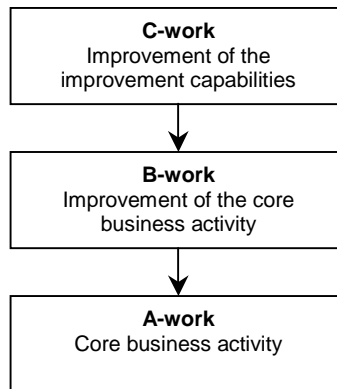 C-work
Improvement of the
improvement capabilities
B-work
Improvement of the core
business activity
A-work
Core business activity